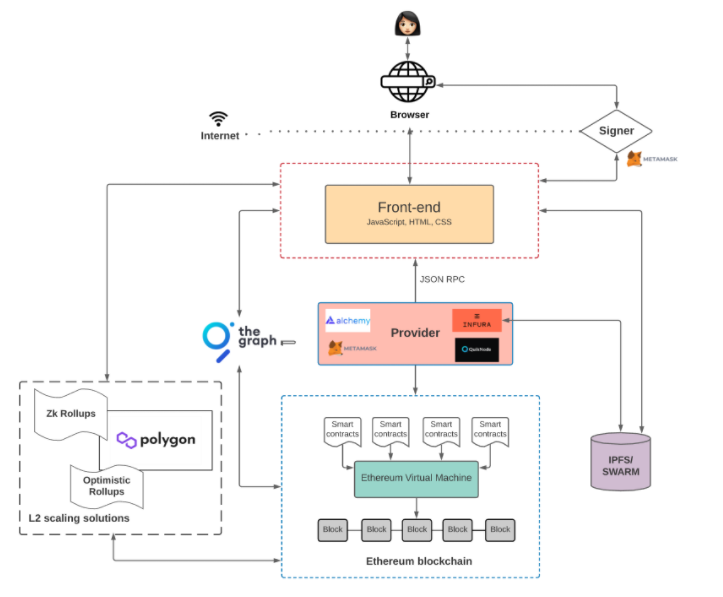 Browser
Internet
Signer
METAMASK
Front-end
JavaScript, HTML, CSS
JSON RPC
alchemy
INFURA
Provider
METAMASK
QuickNode
the
graph
Zk Rollups
polygon
Optimistic
Rollups
L2 scaling solutions
Smart
contracts
Smart
contracts
Smart
contracts
Smart
contracts
Ethereum Virtual Machine
Block
Block
Block
Block
Block
Ethereum blockchain
IPFS/
SWARM